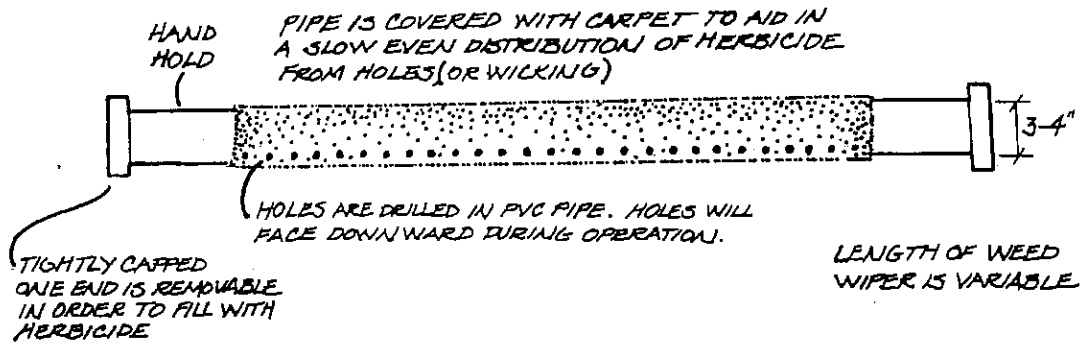 HAND
HOLD
PIPE IS COVERED WITH CARPET TO AID IN
A SLOW EVEN DISTRIBUTION OF HERBICIDE
FROM HOLES (OR WICKING)
3-4"
HOLES ARE DRILLED IN PVC PIPE. HOLES WILL
FACE DOWNWARD DURING OPERATION.
TIGHTLY CAPPED
ONE END IS REMOVABLE
IN ORDER TO FILL WITH
HERBICIDE
LENGTH OF WEED
WIPER IS VARIABLE